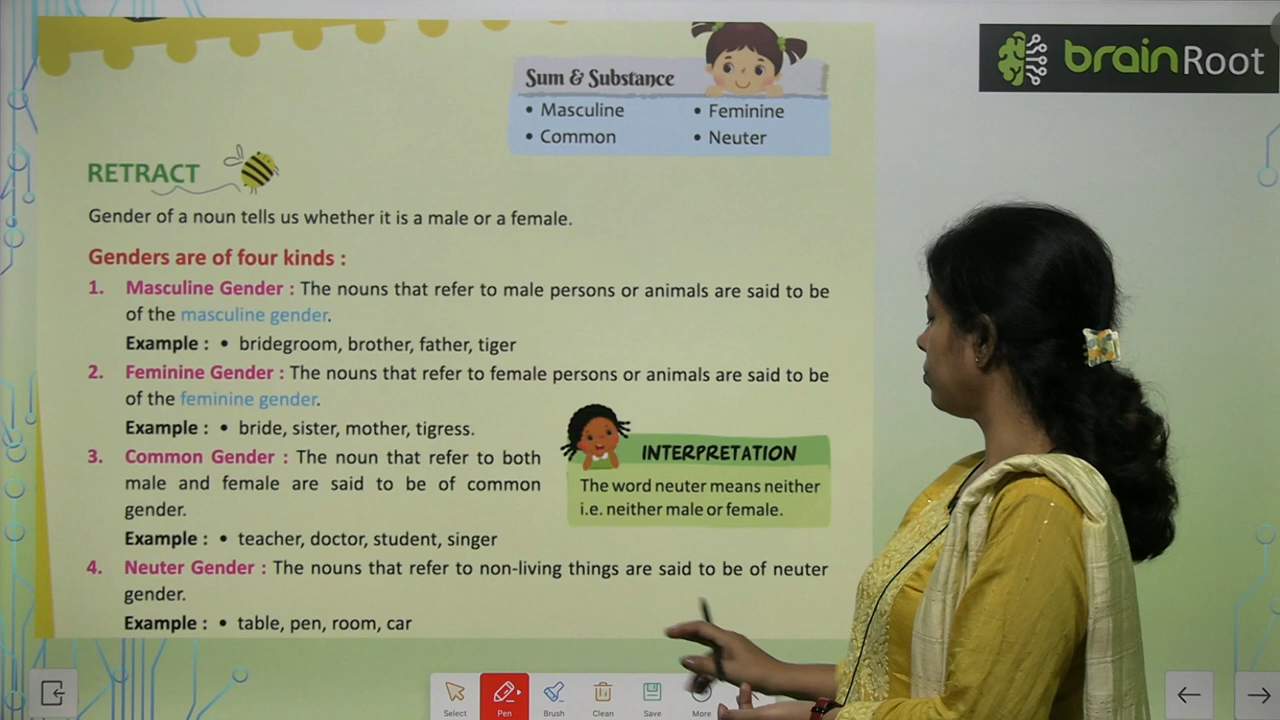 brainRoot
Sum & Substance
• Masculine • Feminine
• Common • Neuter
RETRACT
Gender of a noun tells us whether it is a male or a female.
Genders are of four kinds :
1. Masculine Gender : The nouns that refer to male persons or animals are said to be
of the masculine gender.
Example : • bridegroom, brother, father, tiger
2. Feminine Gender : The nouns that refer to female persons or animals are said to be
of the feminine gender.
Example : • bride, sister, mother, tigress.
3. Common Gender : The noun that refer to both
male and female are said to be of common
gender.
Example : • teacher, doctor, student, singer
INTERPRETATION
The word neuter means neither
i.e. neither male or female.
4. Neuter Gender : The nouns that refer to non-living things are said to be of neuter
gender.
Example : • table, pen, room, car
Select Pen Brush Clean Save More